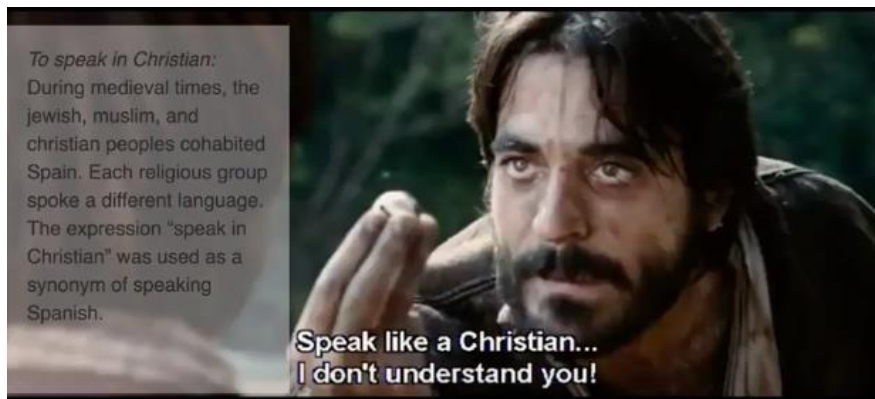 To speak in Christian:
During medieval times, the
jewish, muslim, and
christian peoples cohabited
Spain. Each religious group
spoke a different language.
The expression “speak in
Christian” was used as a
synonym of speaking
Spanish.
Speak like a Christian...
I don't understand you!